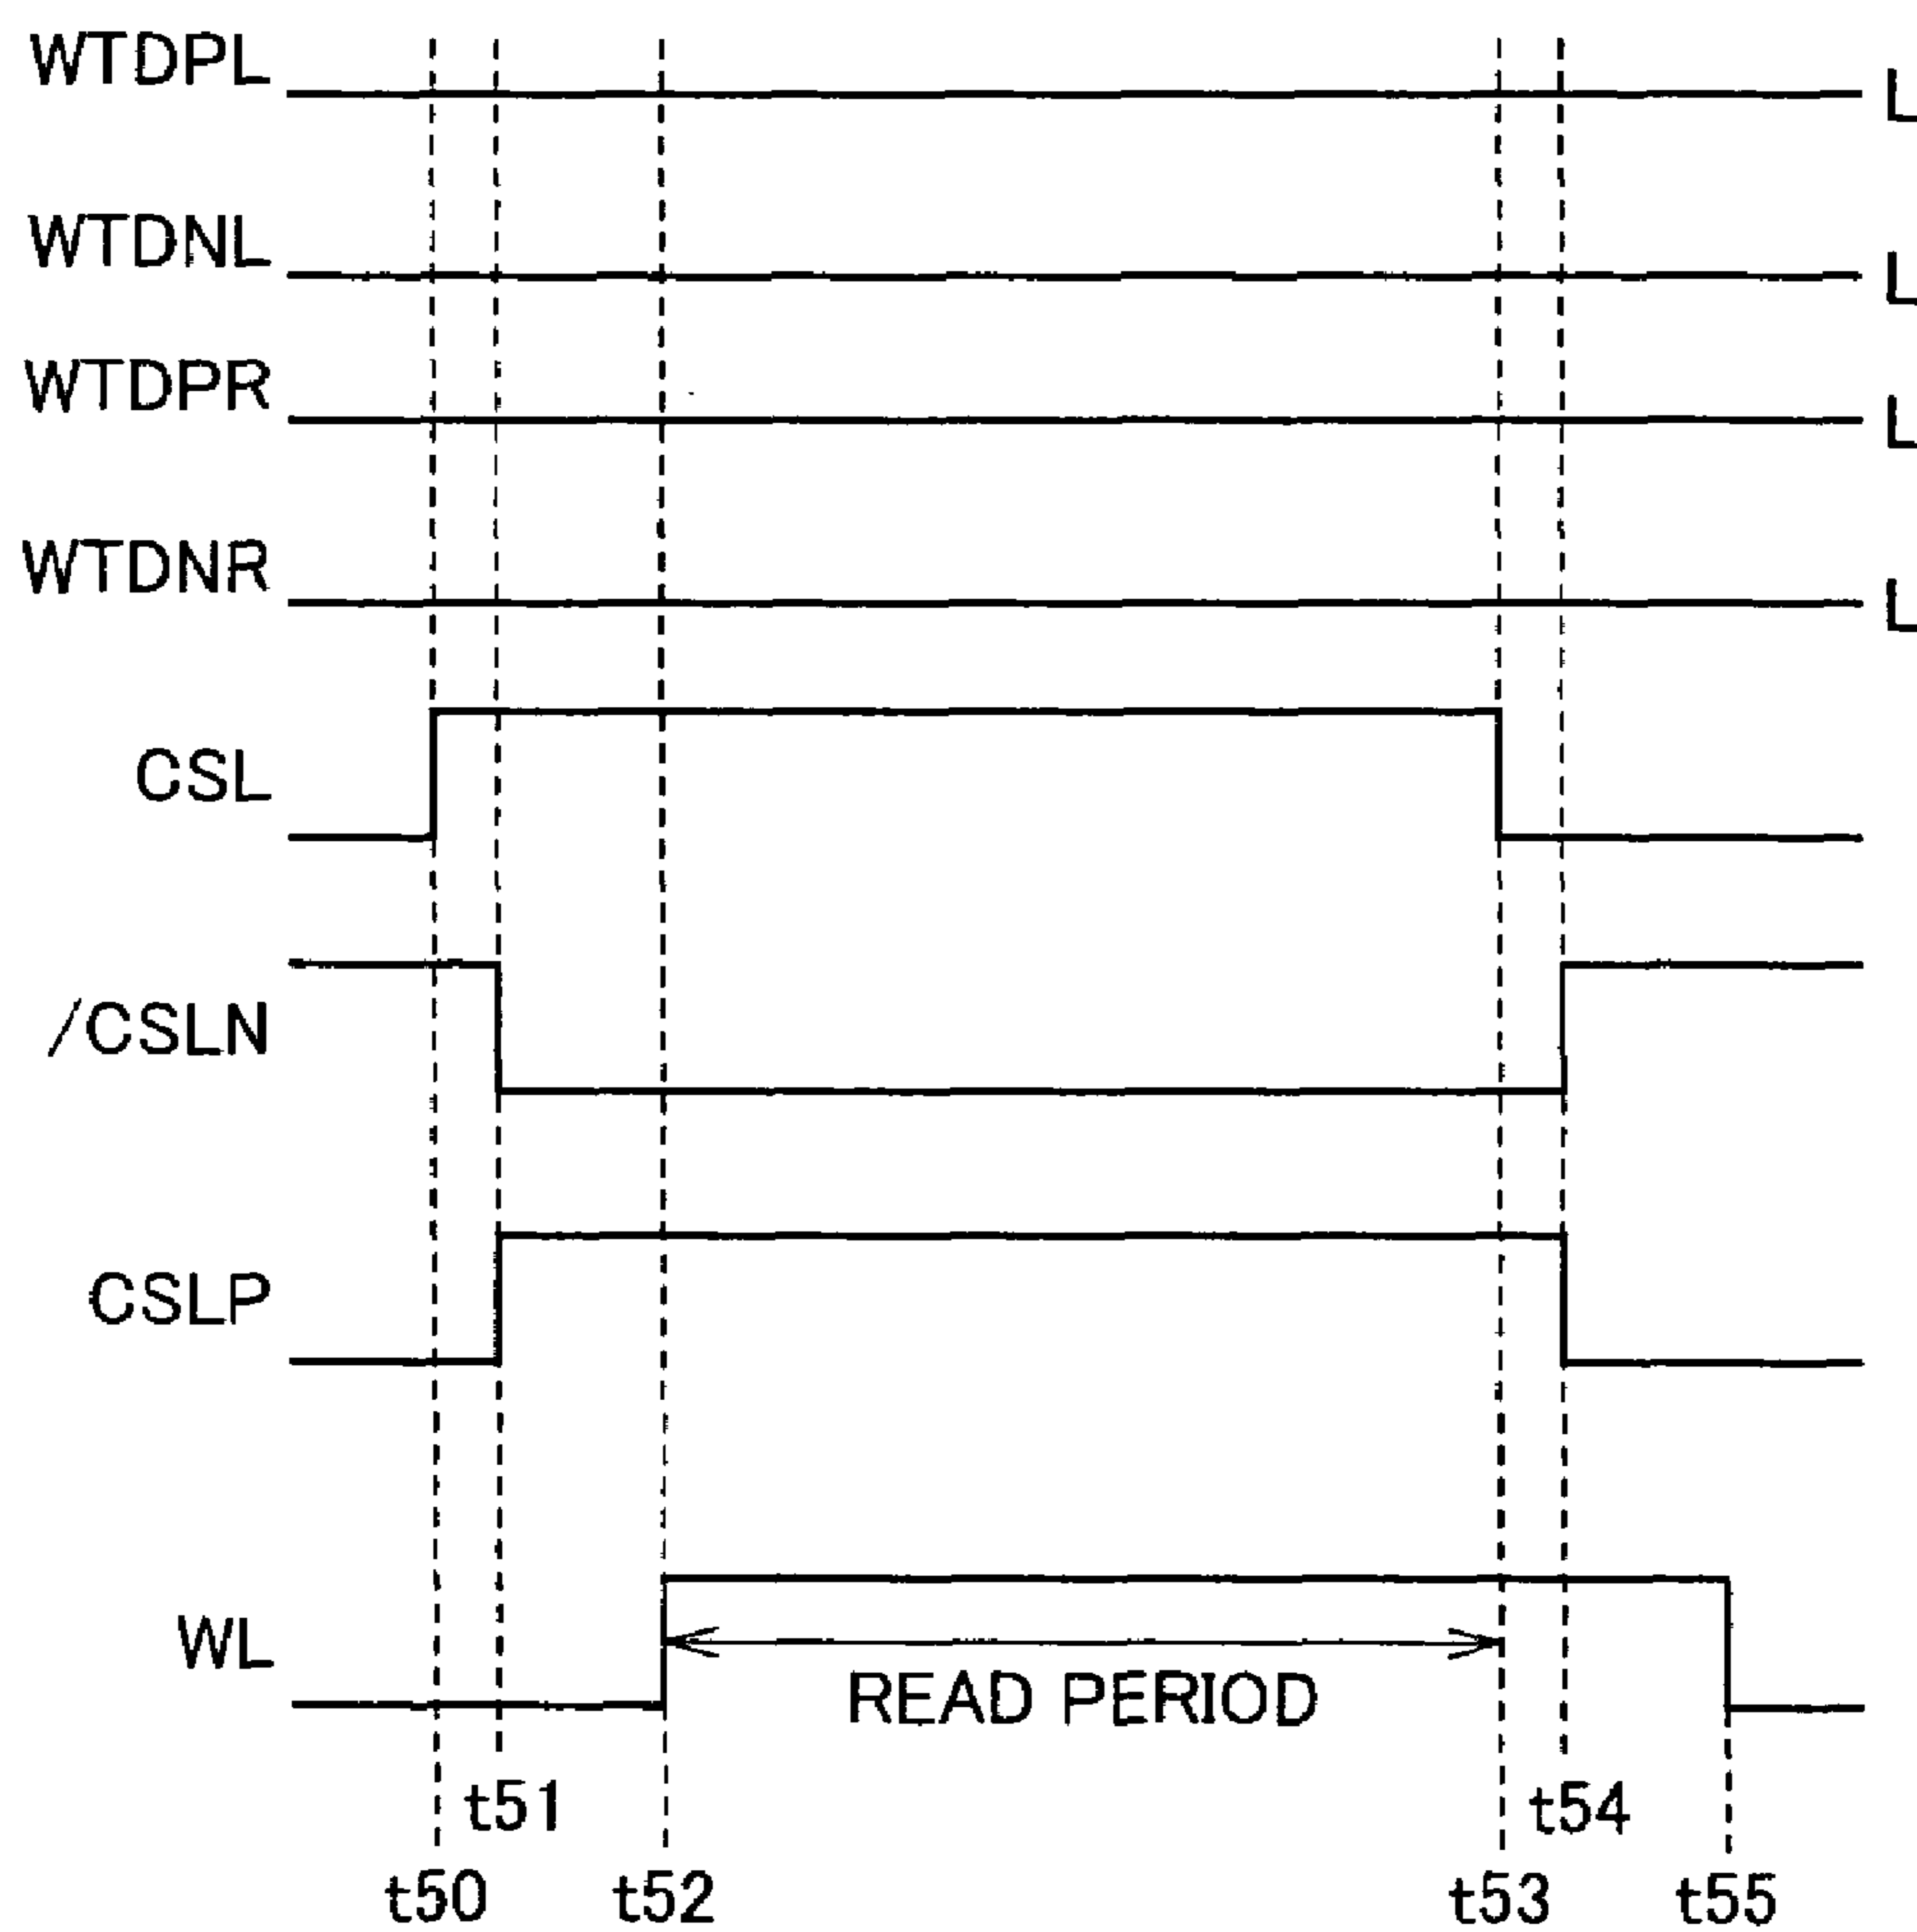 WTDPL L
WTDNL L
WTDPR L
WTDNR L
CSL
/CSLN
CSLP
WL
READ PERIOD
t51 t54
t50 t52 t53 t55